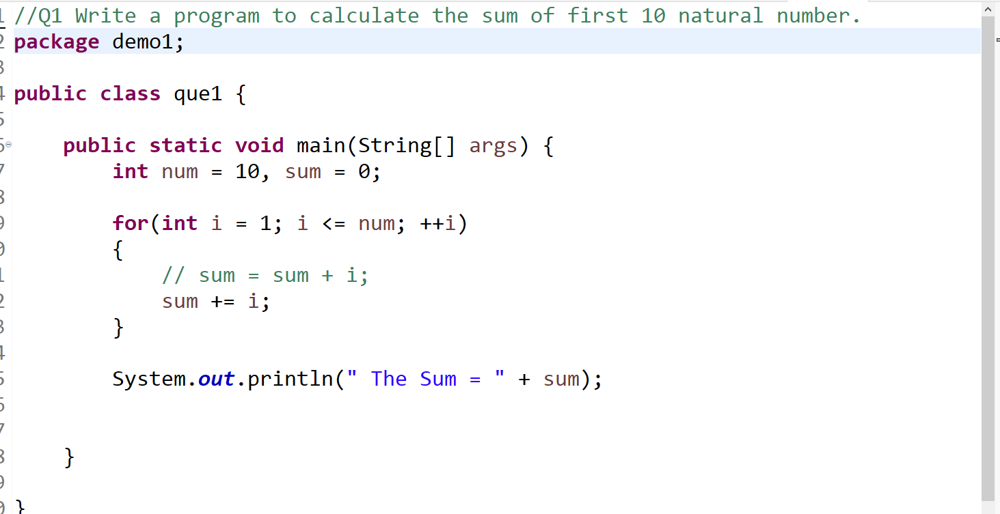 //Q1 Write a program to calculate the sum of first 10 natural number.
package demo1;
public class que1 {
public static void main(String[] args) {
int num = 10, sum = 0;
for(int i = 1; i <= num; ++i)
{
// sum = sum + i;
sum += i;
}
System.out.println(" The Sum = " + sum);
}
}